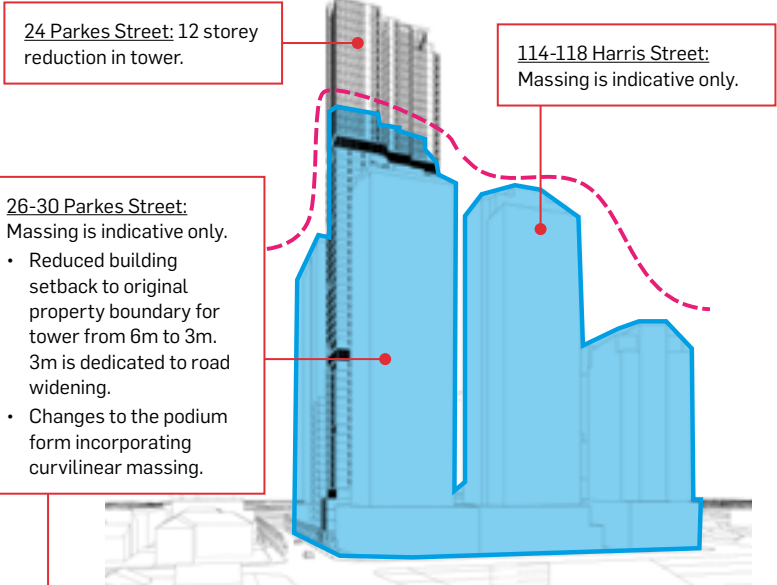 24 Parkes Street: 12 storey
reduction in tower.
114-118 Harris Street:
Massing is indicative only.
26-30 Parkes Street:
Massing is indicative only.
• Reduced building
setback to original
property boundary for
tower from 6m to 3m.
3m is dedicated to road
widening.
• Changes to the podium
form incorporating
curvilinear massing.